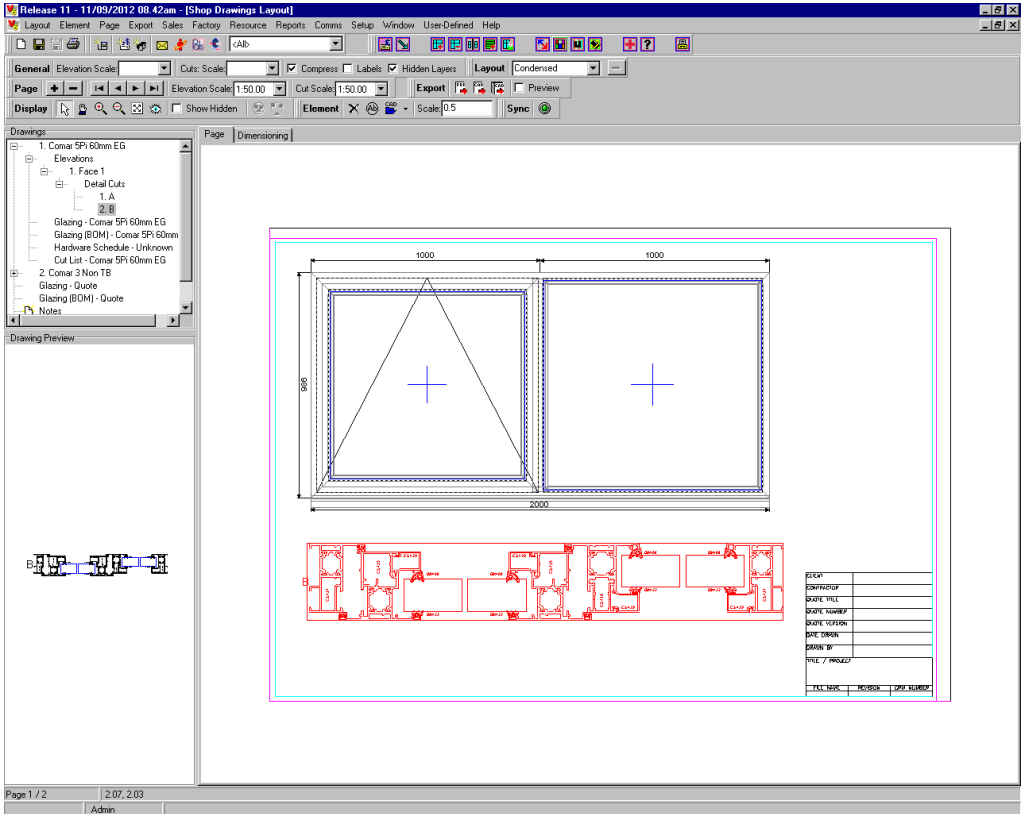 Release 11 - 11/09/2012 08.42am - [Shop Drawings Layout]
Layout Element Page Export Sales Factory Resource Reports Comms Setup Window User-Defined Help
<All>
General Elevation Scale: Cuts: Scale: Compress Labels Hidden Layers Layout Condensed
Page Elevation Scale: 1:50.00 Cut Scale: 1:50.00 Export Preview
Display Show Hidden Element Scale: 0.5 Sync
Drawings
Page Dimensioning
1. Comar 5Pi 60mm EG
Elevations
1. Face 1
Detail Cuts
1. A
2. B
Glazing - Comar 5Pi 60mm EG
Glazing (BOM) - Comar 5Pi 60mm
Hardware Schedule - Unknown
Cut List - Comar 5Pi 60mm EG
2. Comar 3 Non TB
Glazing - Quote
Glazing (BOM) - Quote
Notes
Drawing Preview
1000 1000
986
2000
B
B
CLIENT
CONTRACTOR
QUOTE TITLE
QUOTE NUMBER
QUOTE VERSION
DATE DRAWN
DRAWN BY
TITLE / PROJECT
FILE NAME REVISION DRW NUMBER
Page 1 / 2 2.07, 2.03
Admin